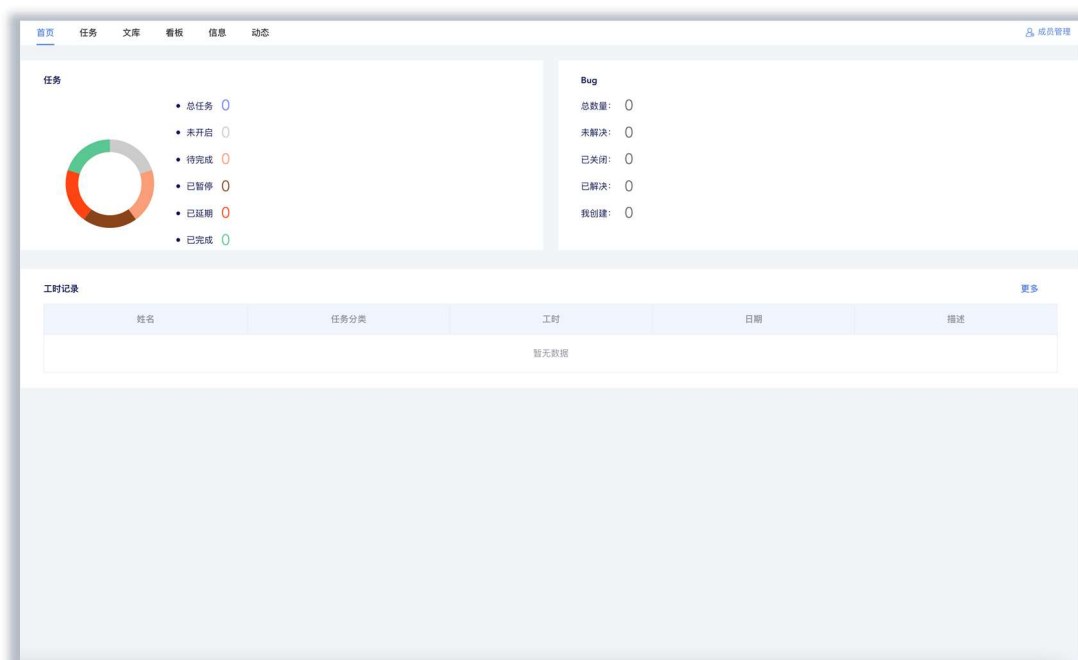 首页 任务 文库 看板 信息 动态 成员管理
任务
总任务 0
未开启 0
待完成 0
已暂停 0
已延期 0
已完成 0
Bug
总数量: 0
未解决: 0
已关闭: 0
已解决: 0
我创建: 0
工时记录 更多
姓名 任务分类 工时 日期 描述
暂无数据